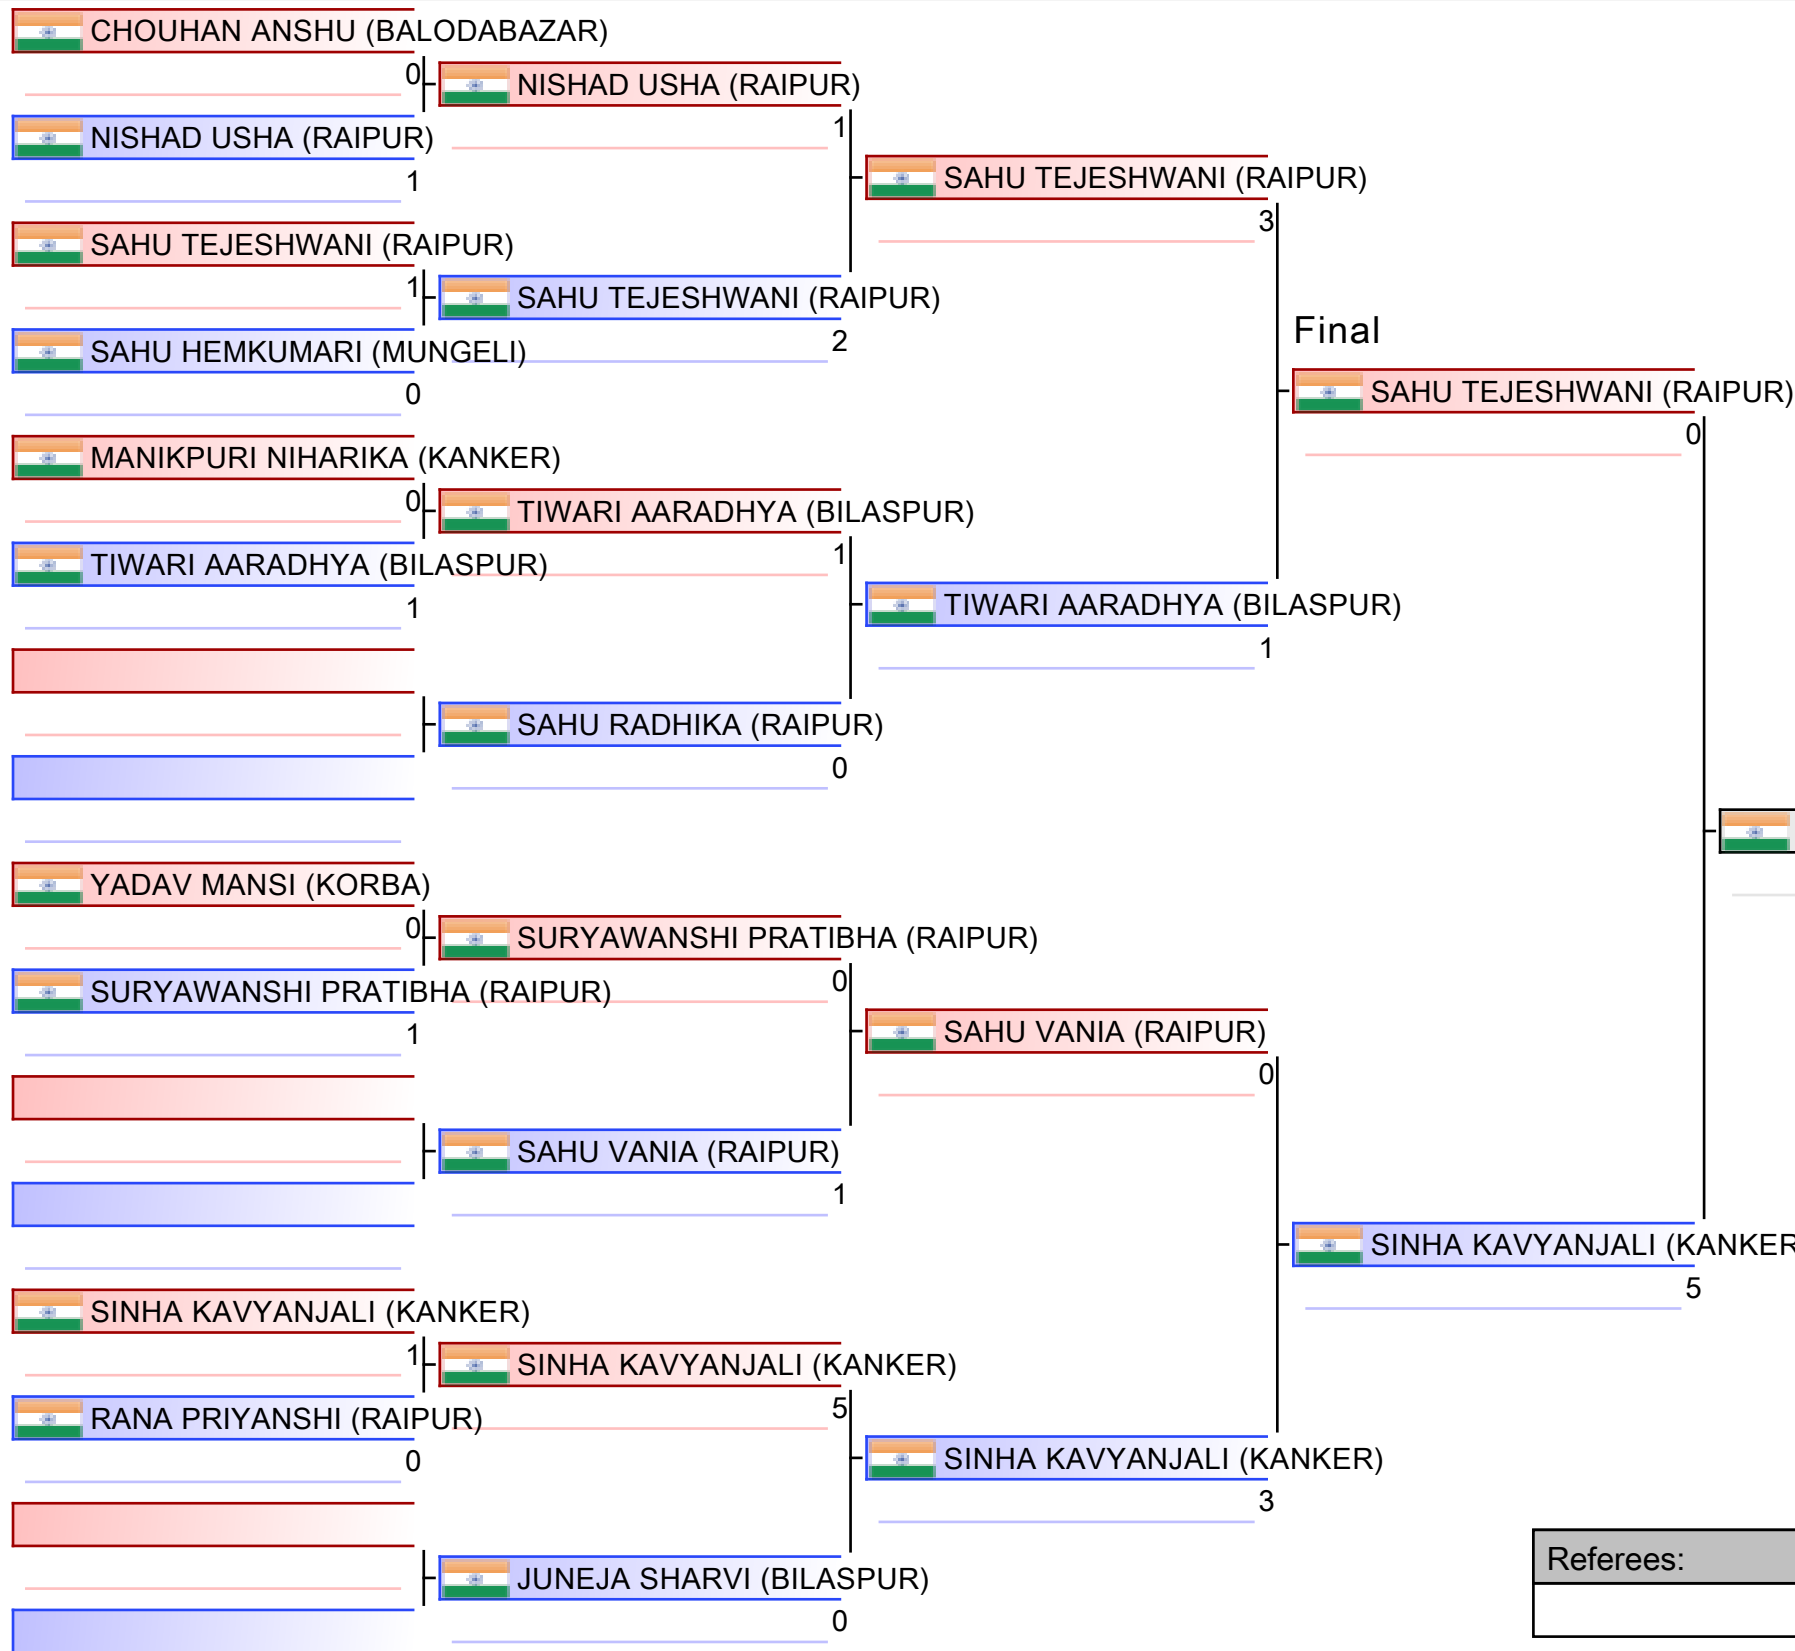 CHOUHAN ANSHU (BALODABAZAR)
0
NISHAD USHA (RAIPUR)
1
SAHU TEJESHWANI (RAIPUR)
1
SAHU HEMKUMARI (MUNGELI)
0
MANIKPURI NIHARIKA (KANKER)
0
TIWARI AARADHYA (BILASPUR)
1
YADAV MANSI (KORBA)
0
SURYAWANSHI PRATIBHA (RAIPUR)
1
SINHA KAVYANJALI (KANKER)
1
RANA PRIYANSHI (RAIPUR)
0
NISHAD USHA (RAIPUR)
1
SAHU TEJESHWANI (RAIPUR)
2
TIWARI AARADHYA (BILASPUR)
1
SAHU RADHIKA (RAIPUR)
0
SURYAWANSHI PRATIBHA (RAIPUR)
0
SAHU VANIA (RAIPUR)
1
SINHA KAVYANJALI (KANKER)
5
JUNEJA SHARVI (BILASPUR)
0
SAHU TEJESHWANI (RAIPUR)
3
TIWARI AARADHYA (BILASPUR)
1
SAHU VANIA (RAIPUR)
0
SINHA KAVYANJALI (KANKER)
3
Final
SAHU TEJESHWANI (RAIPUR)
0
SINHA KAVYANJALI (KANKER
5
Referees: